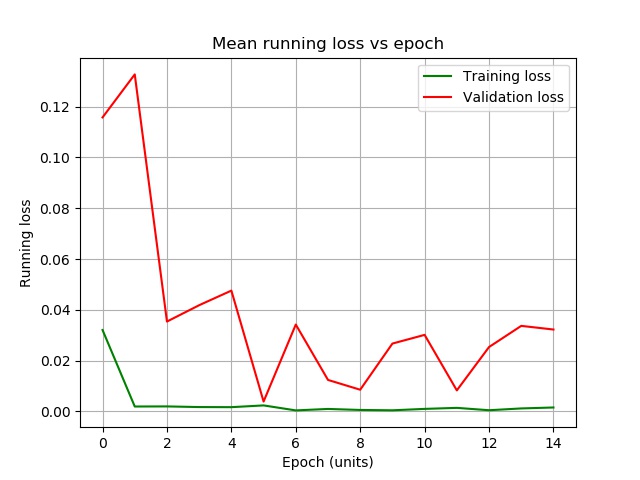 Mean running loss vs epoch
Training loss
Validation loss
0.12
0.10
0.08
0.06
0.04
0.02
0.00
Running loss
0 2 4 6 8 10 12 14
Epoch (units)